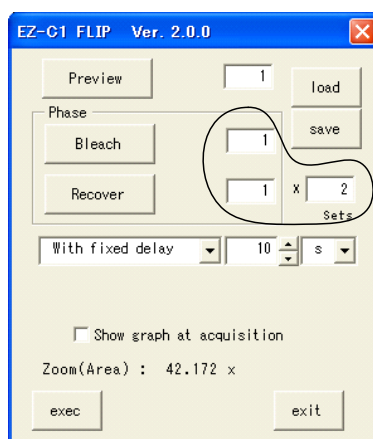 EZ-C1 FLIP Ver. 2.0.0
Preview 1 load
Phase
Bleach 1 save
Recover 1 x 2
Sets
With fixed delay 10 s
Show graph at acquisition
Zoom(Area) : 42.172 x
exec exit